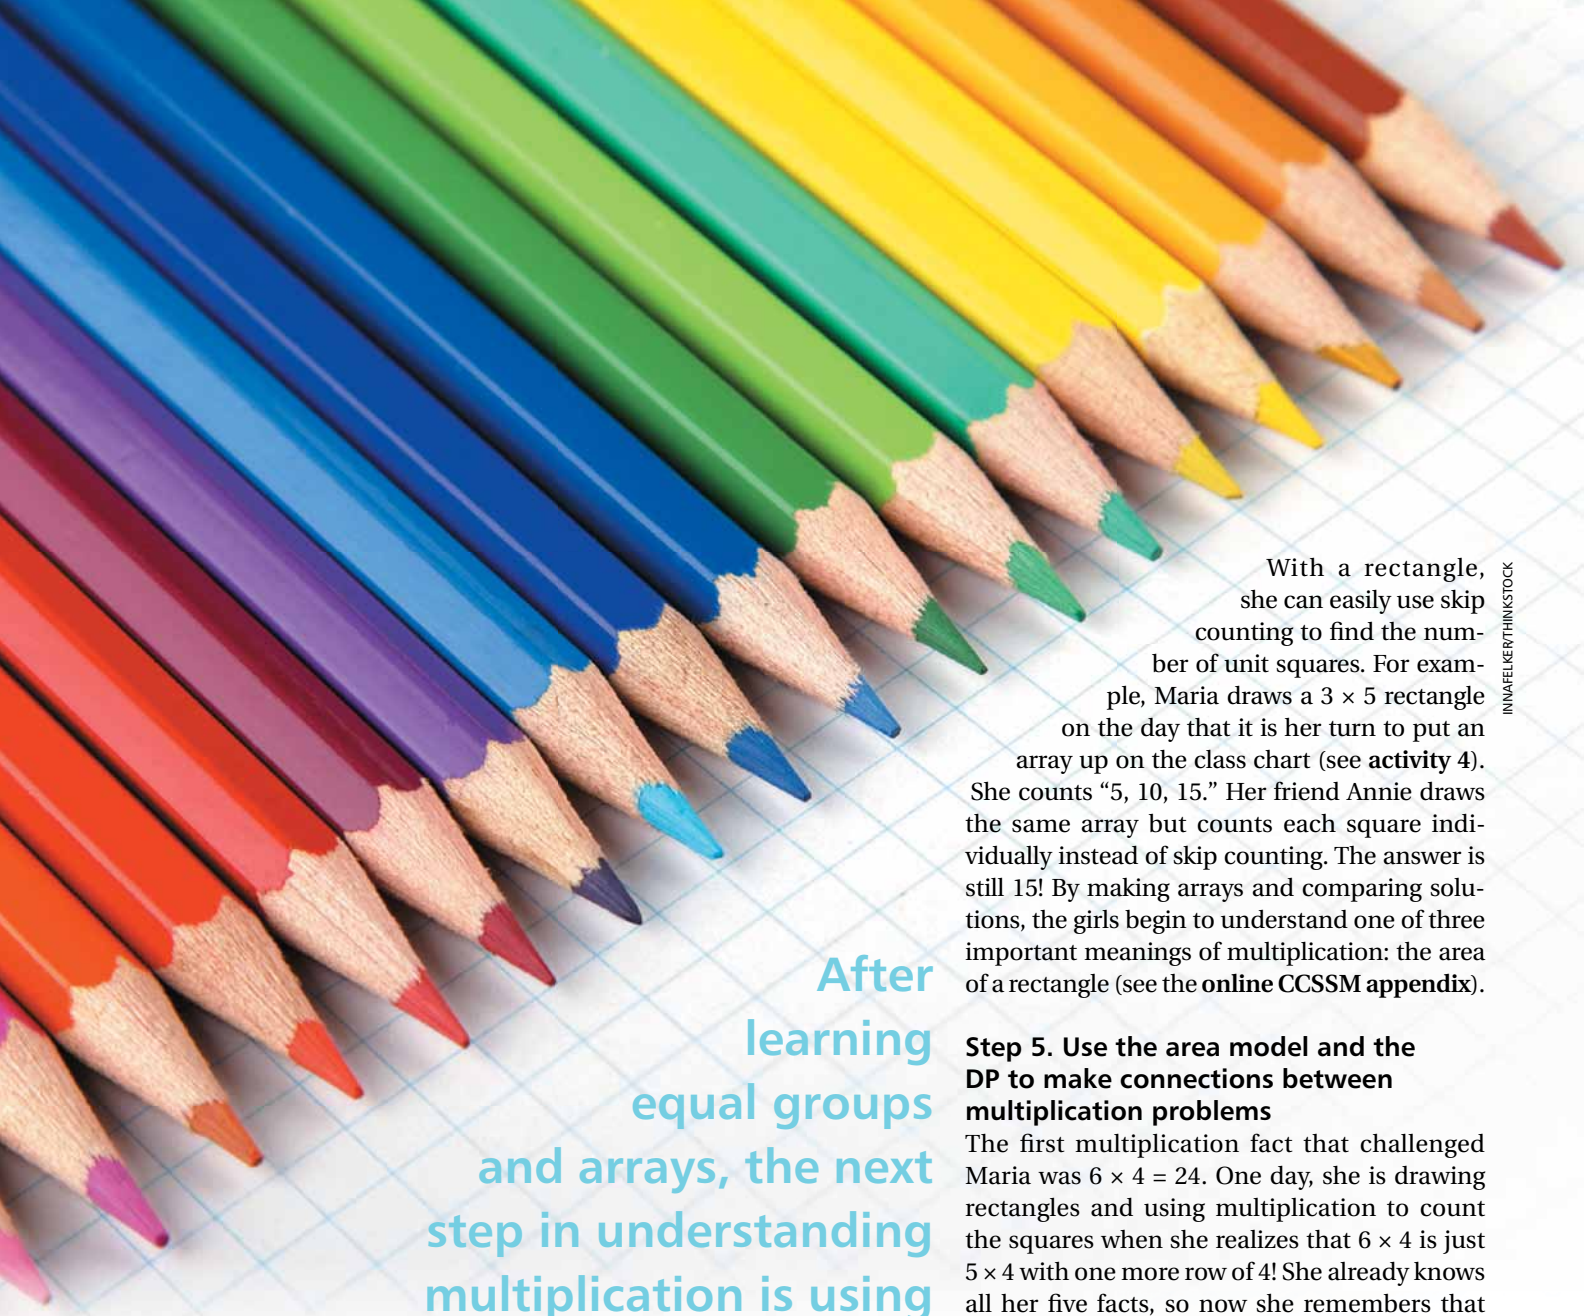 With a rectangle,
she can easily use skip
counting to find the num-
ber of unit squares. For exam-
ple, Maria draws a 3 × 5 rectangle
on the day that it is her turn to put an
array up on the class chart (see activity 4).
She counts “5, 10, 15.” Her friend Annie draws
the same array but counts each square indi-
vidually instead of skip counting. The answer is
still 15! By making arrays and comparing solu-
tions, the girls begin to understand one of three
important meanings of multiplication: the area
of a rectangle (see the online CCSSM appendix).
Step 5. Use the area model and the
DP to make connections between
multiplication problems
The first multiplication fact that challenged
Maria was 6 × 4 = 24. One day, she is drawing
rectangles and using multiplication to count
the squares when she realizes that 6 × 4 is just
5 × 4 with one more row of 4! She already knows
all her five facts, so now she remembers that
After
learning
equal groups
and arrays, the next
step in understanding
multiplication is using
INNAFELKER/THINKSTOCK